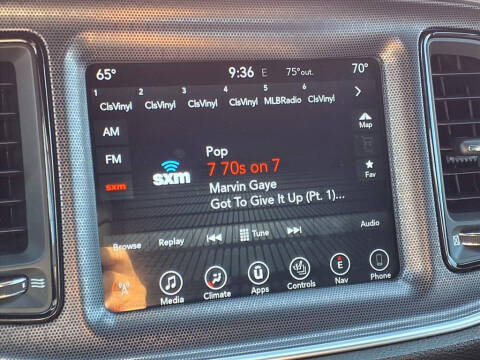 65° 9:36 E 75° out. 70°
1 2 3 4 5 6
ClsVinyl ClsVinyl ClsVinyl ClsVinyl MLBRadio ClsVinyl
AM
FM
sxm
Map
Fav
sxm
Pop
7 70s on 7
Marvin Gaye
Got To Give It Up (Pt. 1)...
Browse Replay Tune Audio
Media Climate Apps Controls E Nav Phone